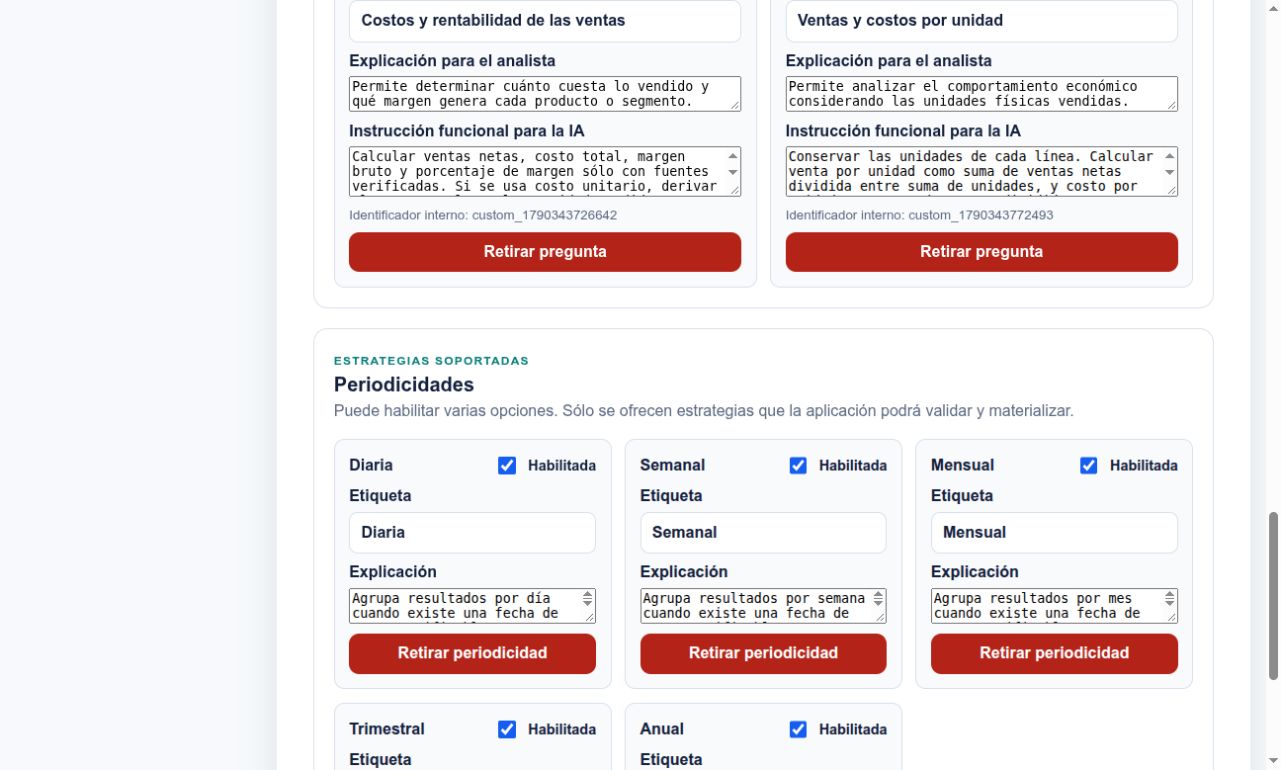 Costos y rentabilidad de las ventas
Explicación para el analista
Permite determinar cuánto cuesta lo vendido y
qué margen genera cada producto o segmento.
Instrucción funcional para la IA
Calcular ventas netas, costo total, margen
bruto y porcentaje de margen sólo con fuentes
verificadas. Si se usa costo unitario, derivar
Identificador interno: custom_1790343726642
Retirar pregunta
Ventas y costos por unidad
Explicación para el analista
Permite analizar el comportamiento económico
considerando las unidades físicas vendidas.
Instrucción funcional para la IA
Conservar las unidades de cada línea. Calcular
venta por unidad como suma de ventas netas
dividida entre suma de unidades, y costo por
Identificador interno: custom_1790343772493
Retirar pregunta
ESTRATEGIAS SOPORTADAS
Periodicidades
Puede habilitar varias opciones. Sólo se ofrecen estrategias que la aplicación podrá validar y materializar.
Diaria
Habilitada
Etiqueta
Diaria
Explicación
Agrupa resultados por día
cuando existe una fecha de
Retirar periodicidad
Semanal
Habilitada
Etiqueta
Semanal
Explicación
Agrupa resultados por semana
cuando existe una fecha de
Retirar periodicidad
Mensual
Habilitada
Etiqueta
Mensual
Explicación
Agrupa resultados por mes
cuando existe una fecha de
Retirar periodicidad
Trimestral
Habilitada
Etiqueta
Anual
Habilitada
Etiqueta